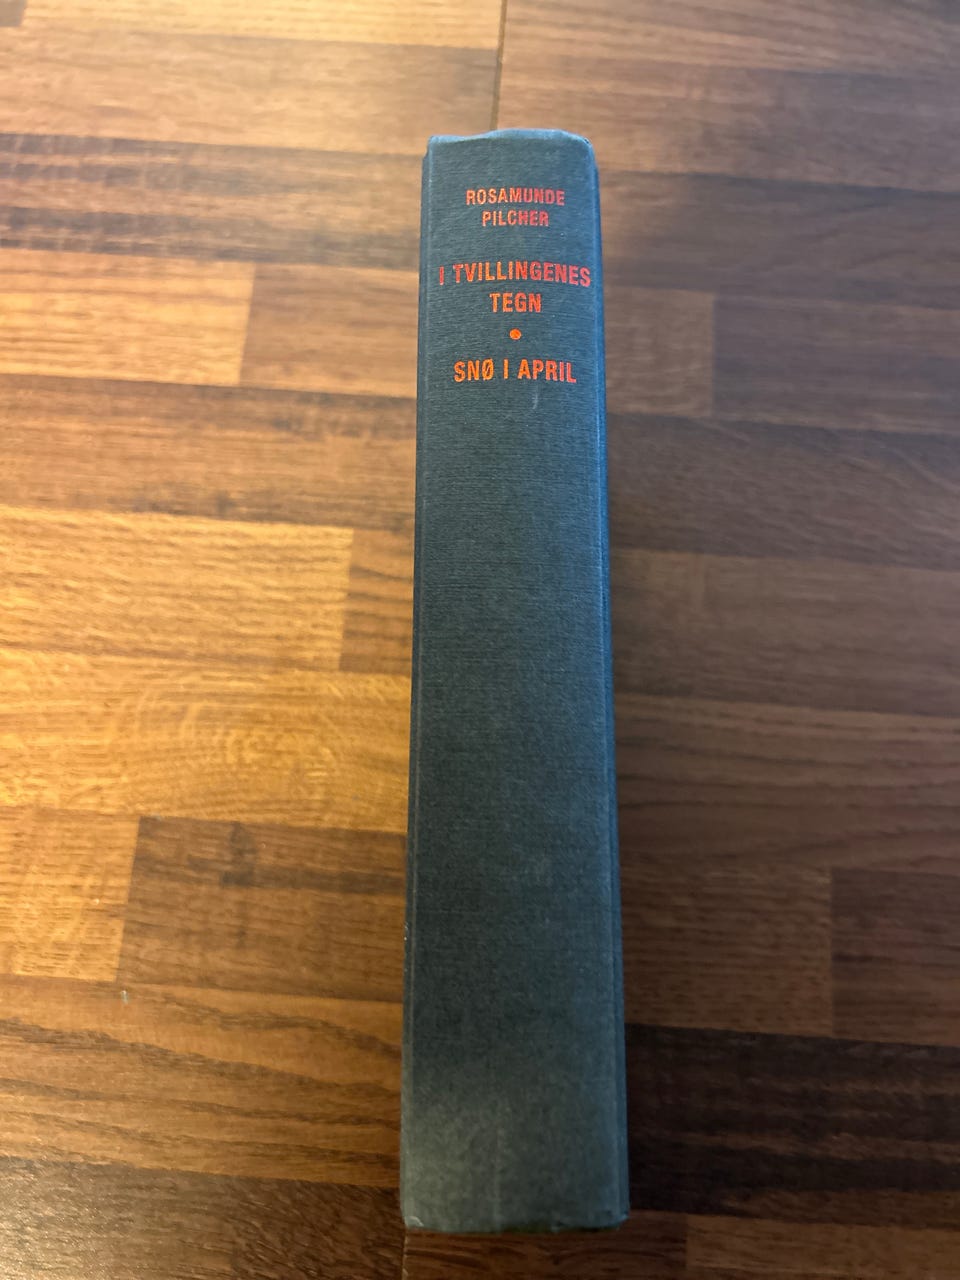 ROSAMUNDE
PILCHER
I TVILLINGENES
TEGN
•
SNØ I APRIL